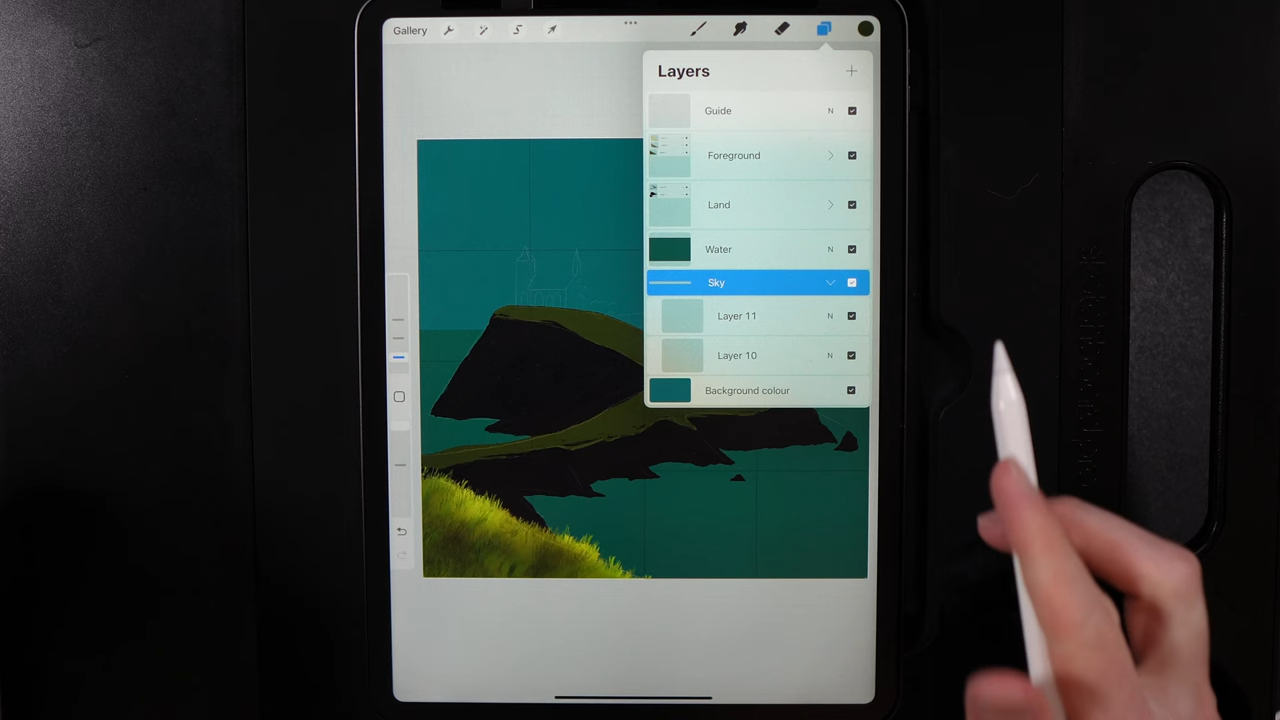 Gallery
Layers
Guide N
Foreground
Land
Water N
Sky
Layer 11 N
Layer 10 N
Background colour